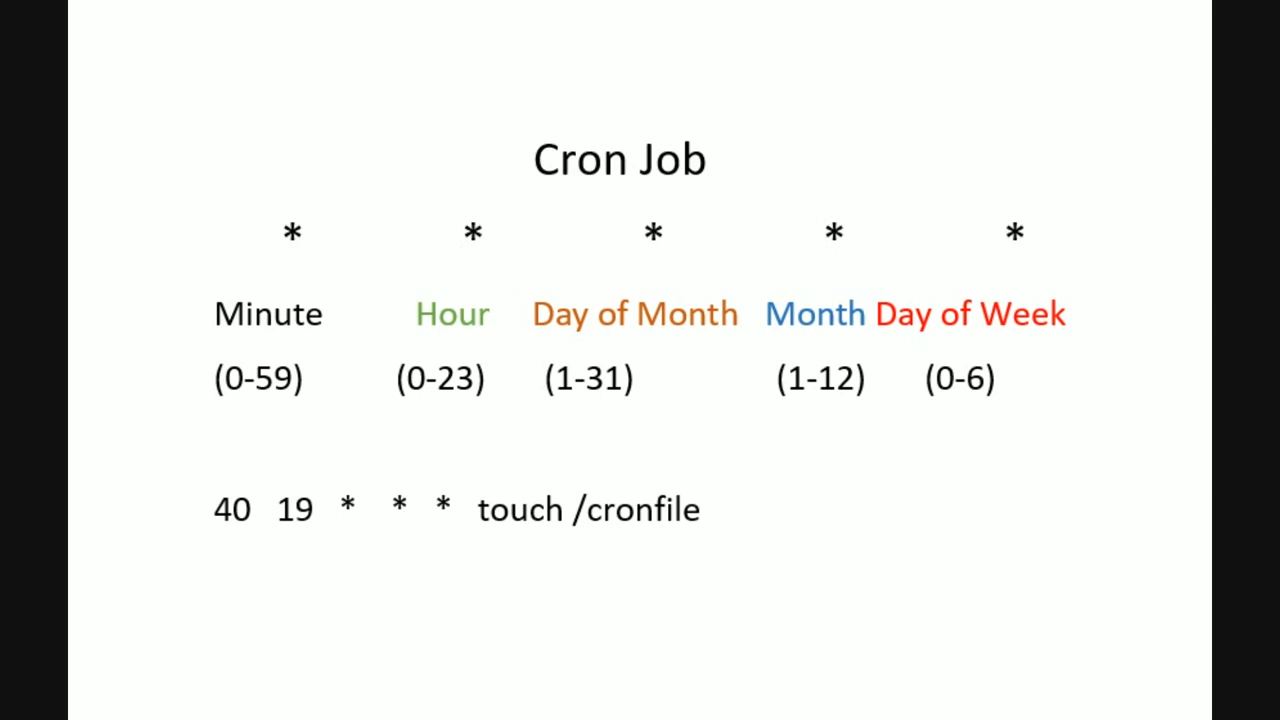 Cron Job
* * * * *
Minute Hour Day of Month Month Day of Week
(0-59) (0-23) (1-31) (1-12) (0-6)
40 19 * * * touch /cronfile